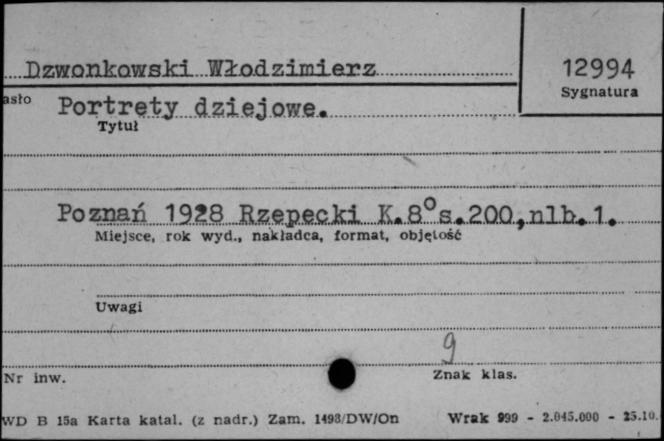 Dzwonkowski Włodzimierz
12994
Sygnatura
asło
Portrety dziejowe.
Tytuł
Poznań 1928 Rzepecki K.8° s.200,nlb.1.
Miejsce, rok wyd., nakładca, format, objętość
Uwagi
9
Nr inw.
Znak klas.
WD B 15a Karta katal. (z nadr.) Zam. 1493/DW/On Wrak 999 - 2.045.000 - 25.10.